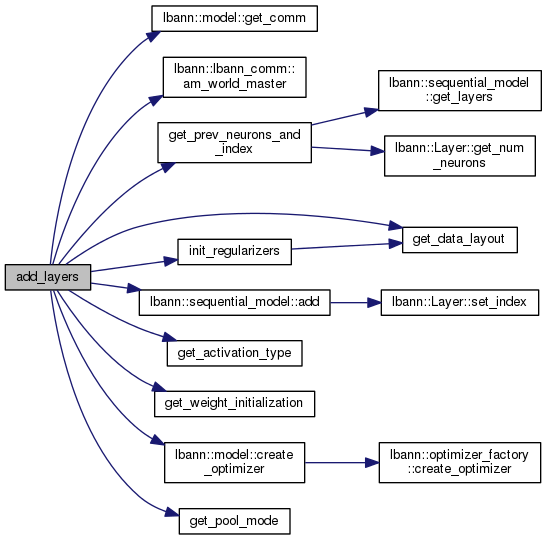 lbann::model::get_comm
lbann::lbann_comm::
am_world_master
lbann::sequential_model
::get_layers
get_prev_neurons_and
_index
lbann::Layer::get_num
_neurons
get_data_layout
init_regularizers
add_layers
lbann::sequential_model::add
lbann::Layer::set_index
get_activation_type
get_weight_initialization
lbann::model::create
_optimizer
lbann::optimizer_factory
::create_optimizer
get_pool_mode